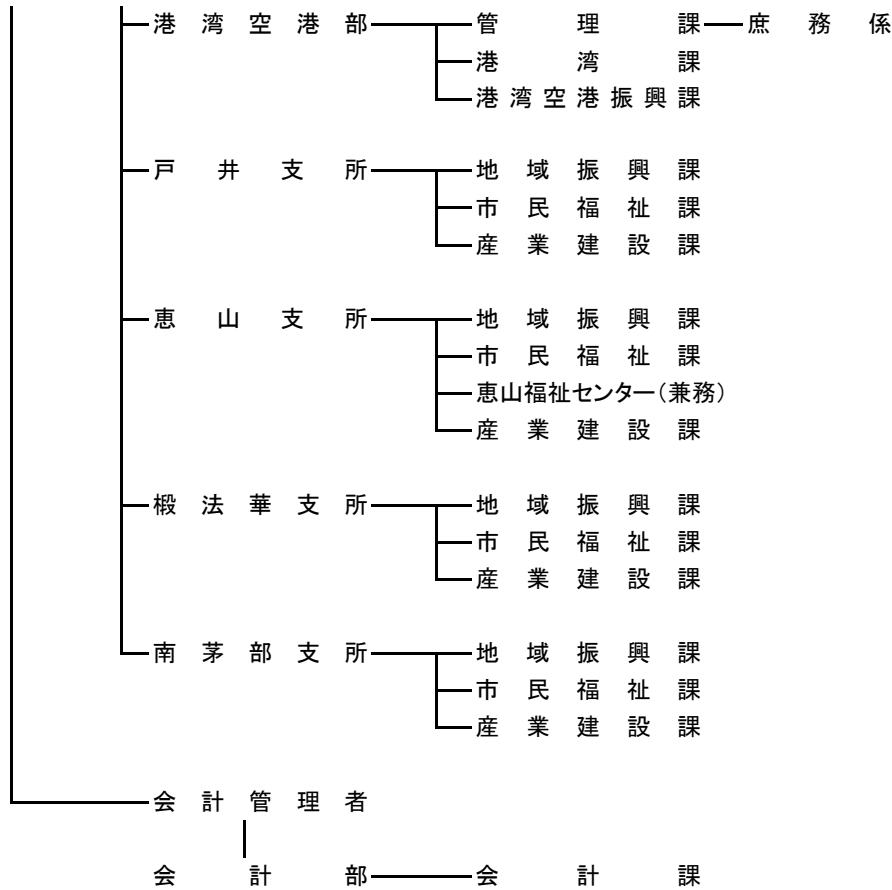 港湾空港部 管理課 庶務係
港湾課
港湾空港振興課
戸井支所 地域振興課
市民福祉課
産業建設課
恵山支所 地域振興課
市民福祉課
恵山福祉センター(兼務)
産業建設課
椴法華支所 地域振興課
市民福祉課
産業建設課
南茅部支所 地域振興課
市民福祉課
産業建設課
会計管理者
会計部 会計課